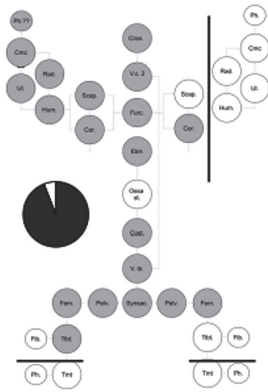 Ph.??
Cmc
Rad.
Ul.
Hum.
Scap.
Cor.
Cran.
V.c. 2
Furc.
Ster.
Ossa
st.
Cost.
V. th
Scap.
Cor.
Ph.
Cmc
Rad.
Ul.
Hum.
Fem. Pelv. Synsac. Pelv. Fem.
Fib. Tibt.
Ph. Tmt
Tibt. Fib.
Tmt Ph.